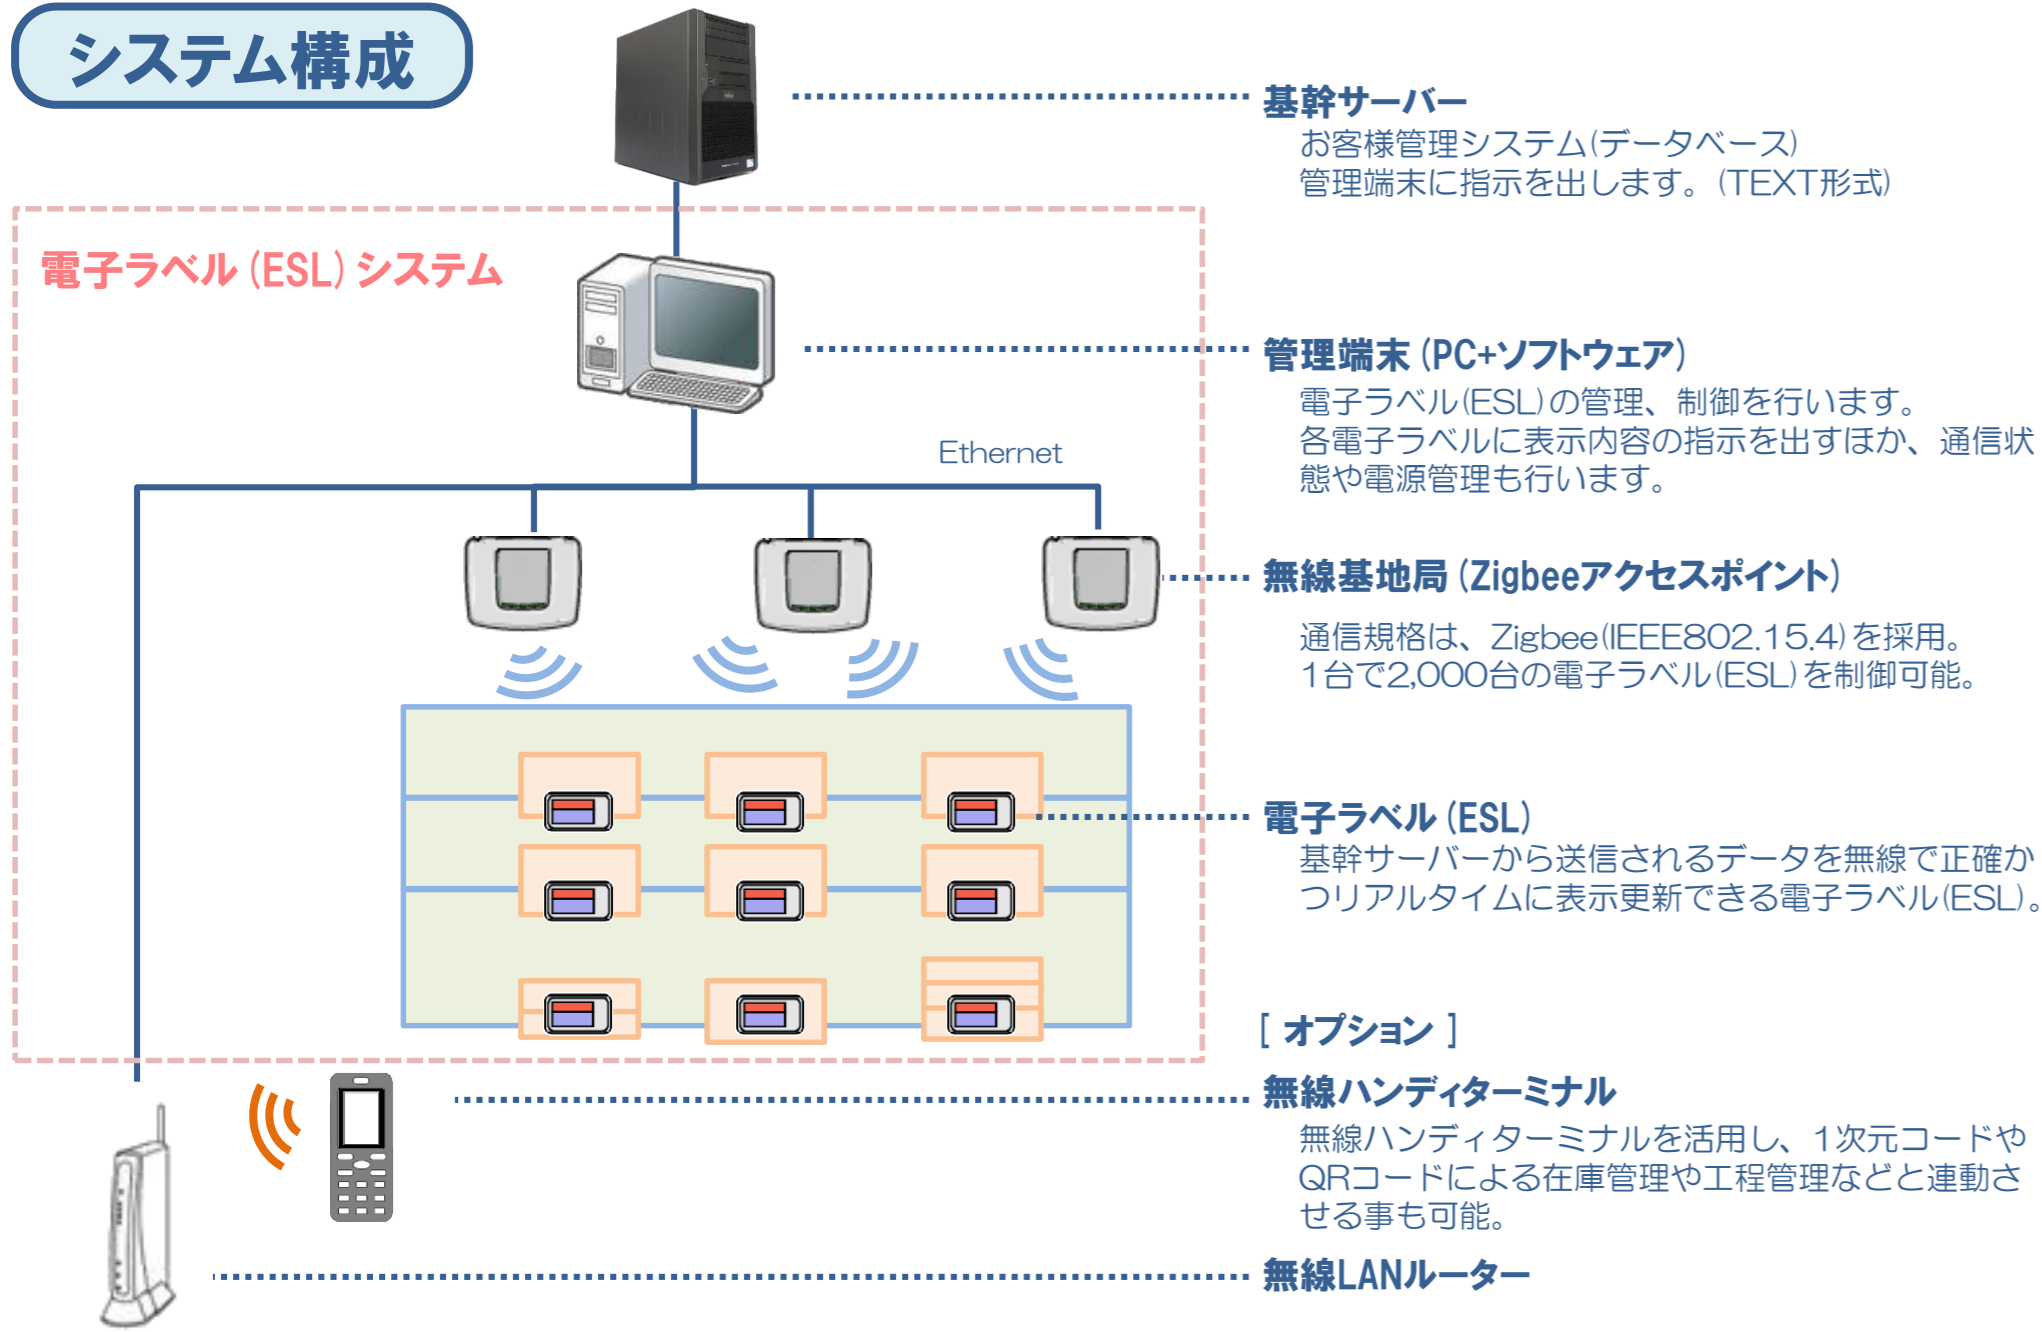 システム構成
基幹サーバー
お客様管理システム(データベース)
管理端末に指示を出します。(TEXT形式)
電子ラベル(ESL)システム
管理端末(PC+ソフトウェア)
電子ラベル(ESL)の管理、制御を行います。
各電子ラベルに表示内容の指示を出すほか、通信状
態や電源管理も行います。
Ethernet
無線基地局(Zigbeeアクセスポイント)
通信規格は、Zigbee(IEEE802.15.4)を採用。
1台で2,000台の電子ラベル(ESL)を制御可能。
電子ラベル(ESL)
基幹サーバーから送信されるデータを無線で正確か
つリアルタイムに表示更新できる電子ラベル(ESL)。
[ オプション ]
無線ハンディターミナル
無線ハンディターミナルを活用し、1次元コードや
QRコードによる在庫管理や工程管理などと連動さ
せる事も可能。
無線LANルーター